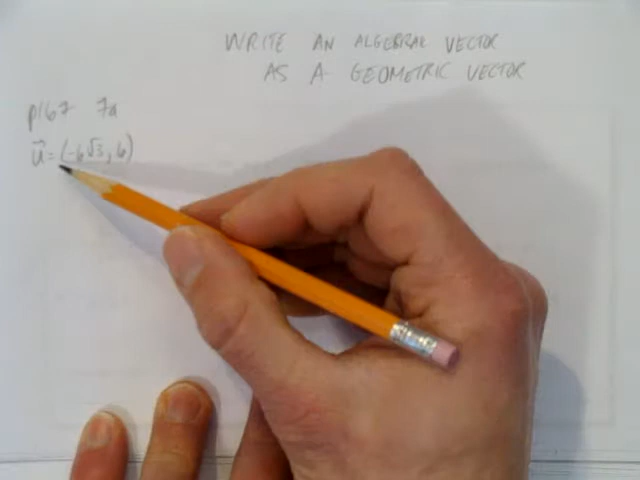 WRITE AN ALGEBRAIC VECTOR
AS A GEOMETRIC VECTOR
p167 7a
u⃗=(-6√3, 6)